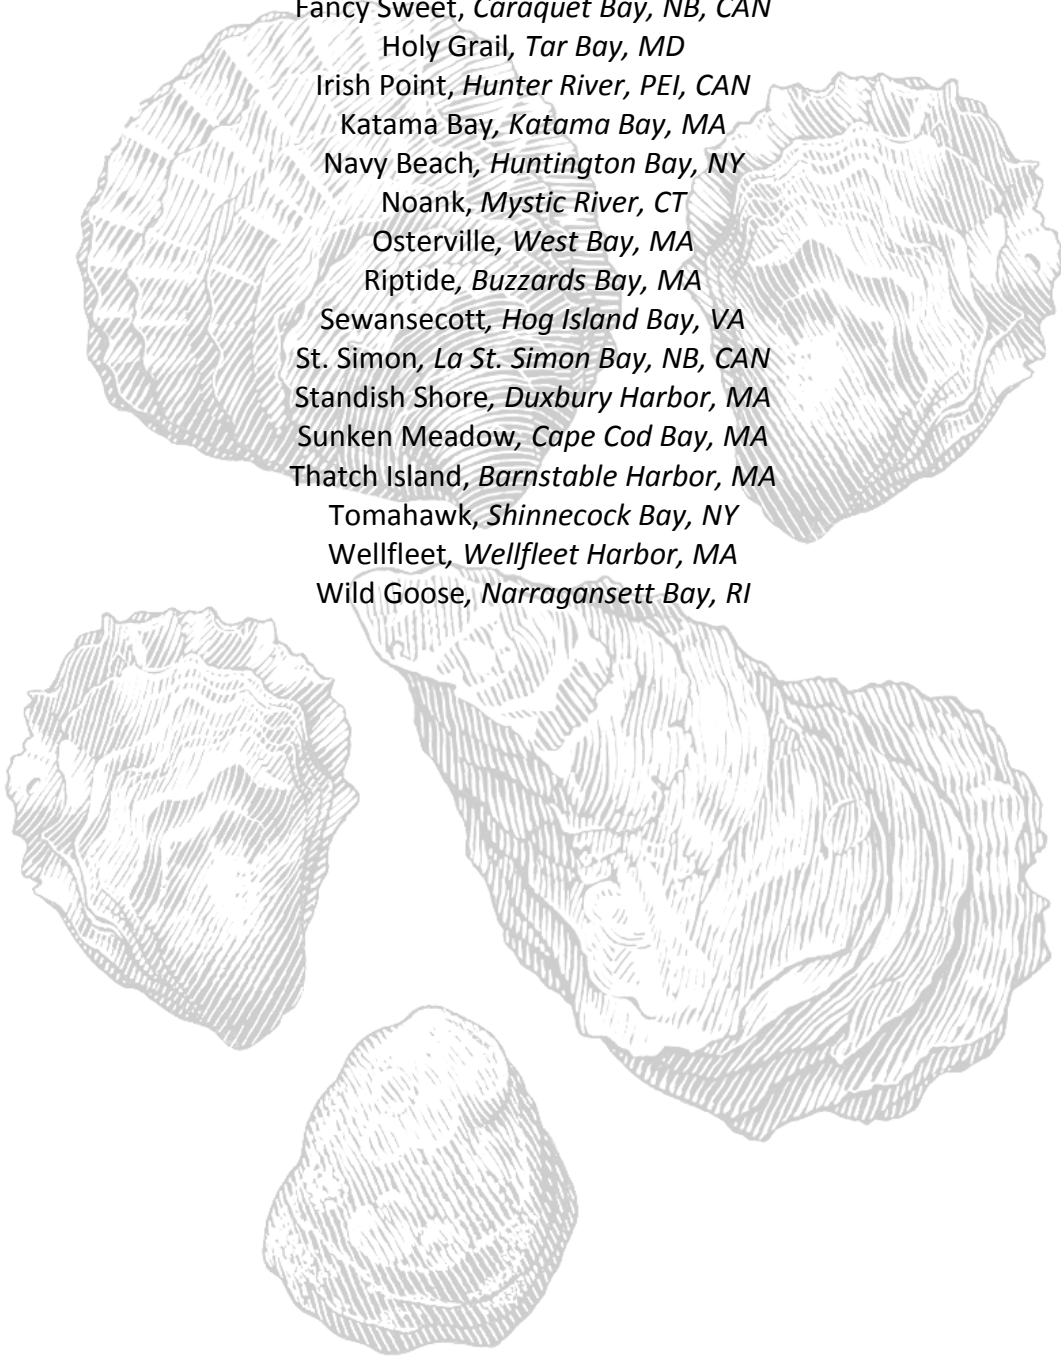 Fancy Sweet, Caraquet Bay, NB, CAN
Holy Grail, Tar Bay, MD
Irish Point, Hunter River, PEI, CAN
Katama Bay, Katama Bay, MA
Navy Beach, Huntington Bay, NY
Noank, Mystic River, CT
Osterville, West Bay, MA
Riptide, Buzzards Bay, MA
Sewansecott, Hog Island Bay, VA
St. Simon, La St. Simon Bay, NB, CAN
Standish Shore, Duxbury Harbor, MA
Sunken Meadow, Cape Cod Bay, MA
Thatch Island, Barnstable Harbor, MA
Tomahawk, Shinnecock Bay, NY
Wellfleet, Wellfleet Harbor, MA
Wild Goose, Narragansett Bay, RI